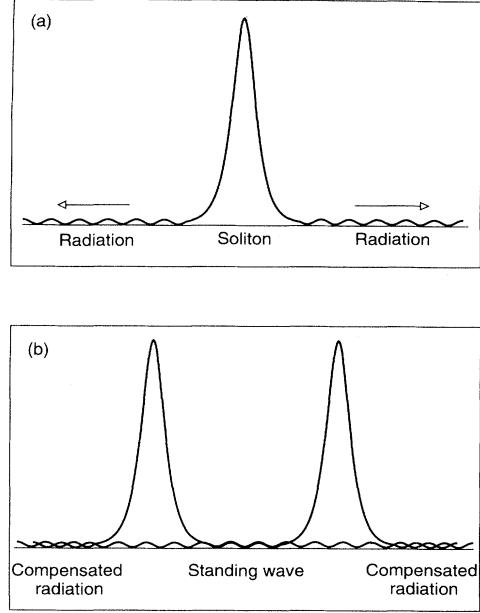 (a)
Radiation Soliton Radiation
(b)
Compensated radiation Standing wave Compensated radiation